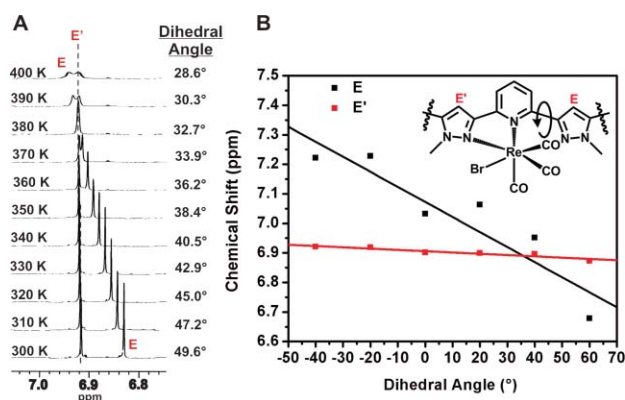 A
E'
E
Dihedral
Angle
400 K 28.6°
390 K 30.3°
380 K 32.7°
370 K 33.9°
360 K 36.2°
350 K 38.4°
340 K 40.5°
330 K 42.9°
320 K 45.0°
310 K 47.2°
E
300 K 49.6°
7.0 6.9 6.8
ppm
B
Chemical Shift (ppm)
7.5
7.4
7.3
7.2
7.1
7.0
6.9
6.8
6.7
6.6
E
E'
E' E
N
N N N N
Re CO
Br CO
CO
-50 -40 -30 -20 -10 0 10 20 30 40 50 60 70
Dihedral Angle (°)